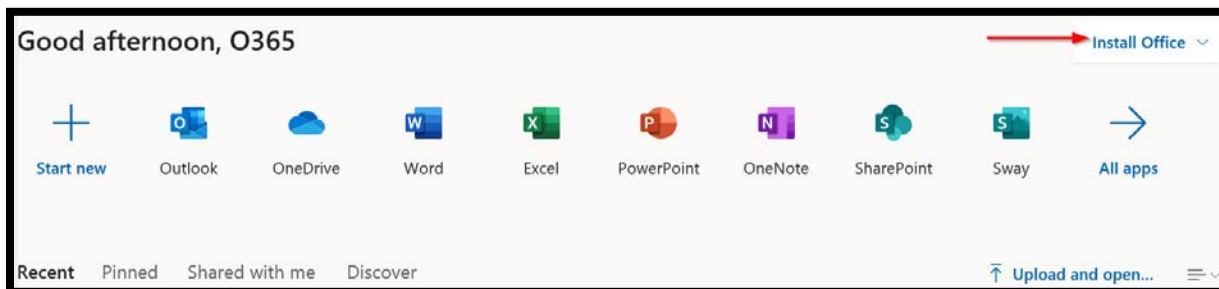 Good afternoon, O365
Install Office
Start new
Outlook
OneDrive
Word
Excel
PowerPoint
OneNote
SharePoint
Sway
All apps
Recent Pinned Shared with me Discover
Upload and open...